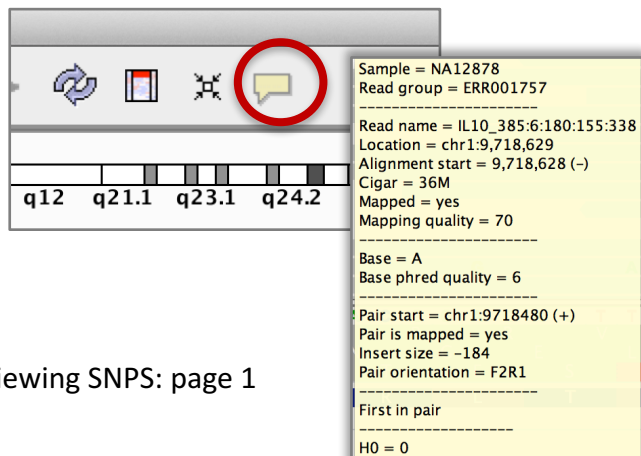 q12 q21.1 q23.1 q24.2
Sample = NA12878
Read group = ERR001757
----------------------
Read name = IL10_385:6:180:155:338
Location = chr1:9,718,629
Alignment start = 9,718,628 (-)
Cigar = 36M
Mapped = yes
Mapping quality = 70
----------------------
Base = A
Base phred quality = 6
----------------------
Pair start = chr1:9718480 (+)
Pair is mapped = yes
Insert size = -184
Pair orientation = F2R1
----------------------
First in pair
-------------------
H0 = 0
iewing SNPS: page 1